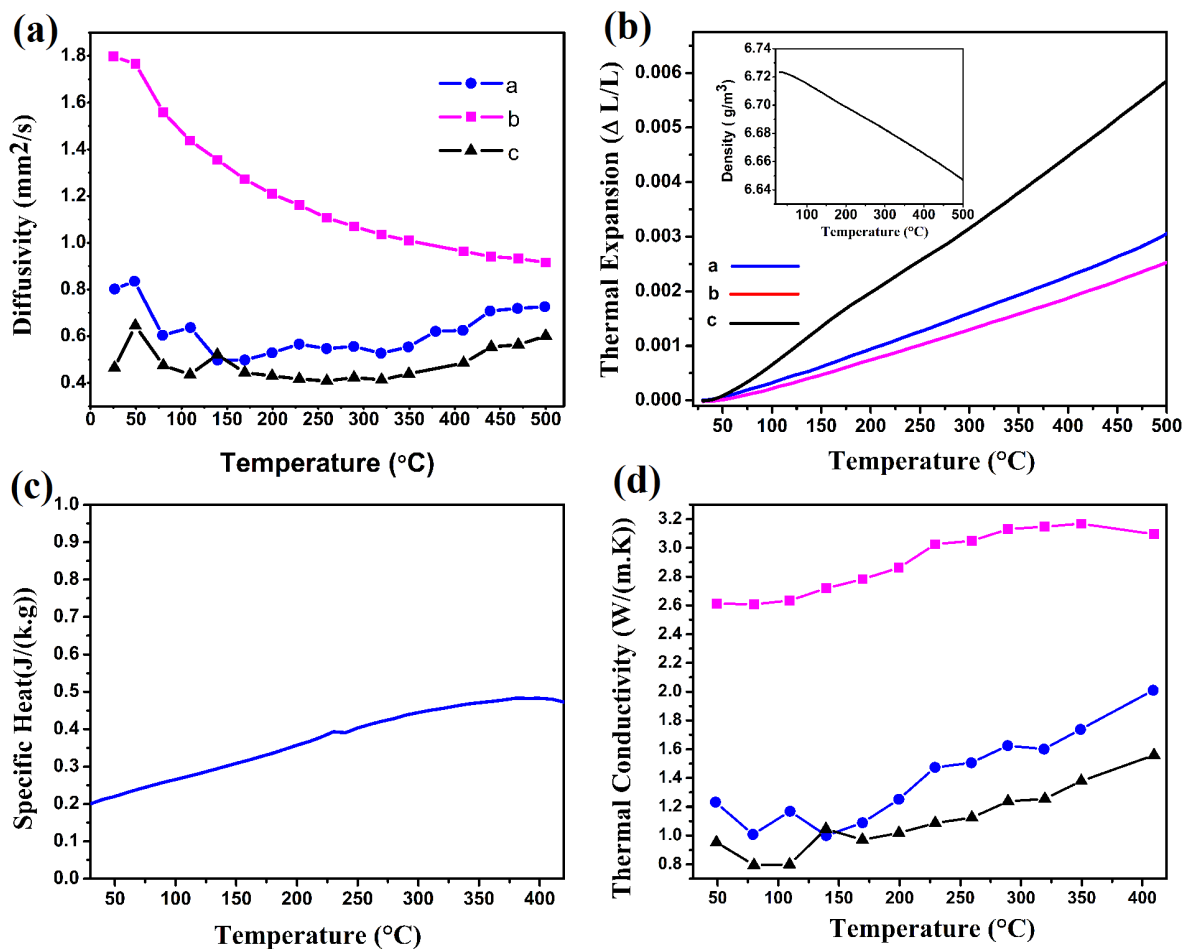 (a)
1.8
1.6
1.4
1.2
1.0
0.8
0.6
0.4
Diffusivity (mm²/s)
a
b
c
0 50 100 150 200 250 300 350 400 450 500
Temperature (°C)
(b)
0.006
0.005
0.004
0.003
0.002
0.001
0.000
Thermal Expansion (Δ L/L)
6.74
6.72
6.70
6.68
6.66
6.64
Density ( g/m³)
100 200 300 400 500
Temperature (°C)
a
b
c
50 100 150 200 250 300 350 400 450 500
Temperature (°C)
(c)
1.0
0.9
0.8
0.7
0.6
0.5
0.4
0.3
0.2
0.1
0.0
Specific Heat(J/(k.g))
50 100 150 200 250 300 350 400
Temperature (°C)
(d)
3.2
3.0
2.8
2.6
2.4
2.2
2.0
1.8
1.6
1.4
1.2
1.0
0.8
Thermal Conductivity (W/(m.K))
50 100 150 200 250 300 350 400
Temperature (°C)